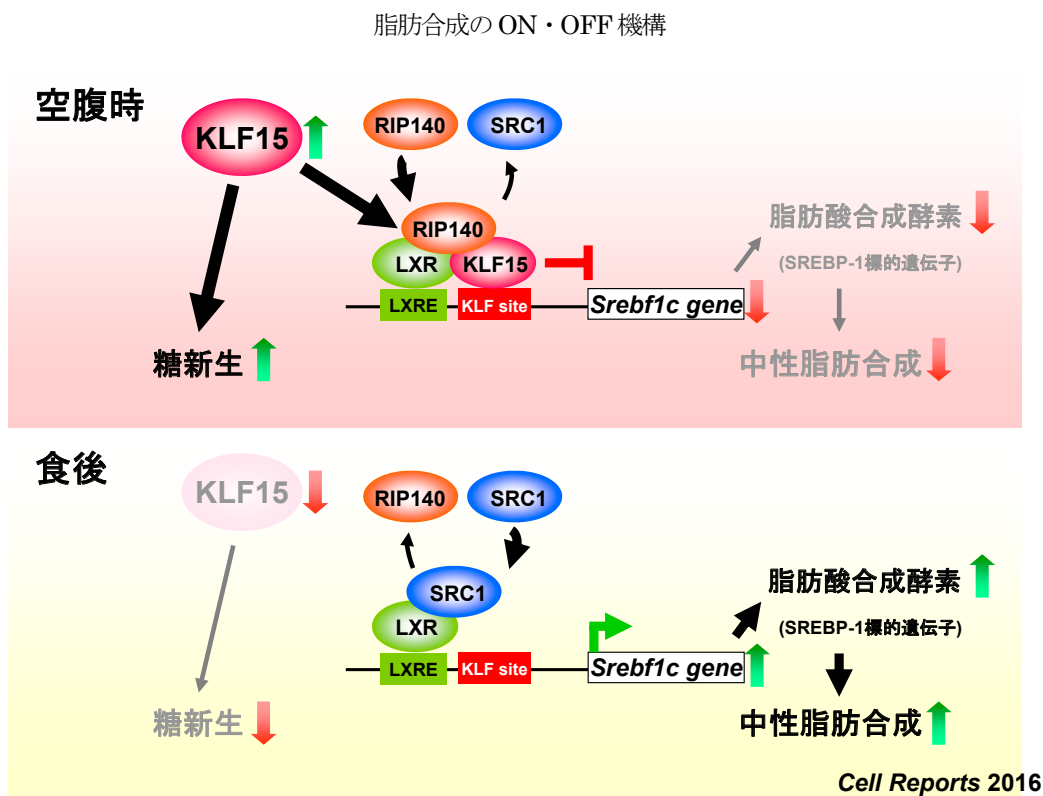 脂肪合成の ON・OFF 機構
空腹時
KLF15
RIP140
SRC1
RIP140
LXR
KLF15
LXRE
KLF site
Srebf1c gene
脂肪酸合成酵素
(SREBP-1標的遺伝子)
中性脂肪合成
糖新生
食後
KLF15
RIP140
SRC1
SRC1
LXR
LXRE
KLF site
Srebf1c gene
脂肪酸合成酵素
(SREBP-1標的遺伝子)
中性脂肪合成
糖新生
Cell Reports 2016